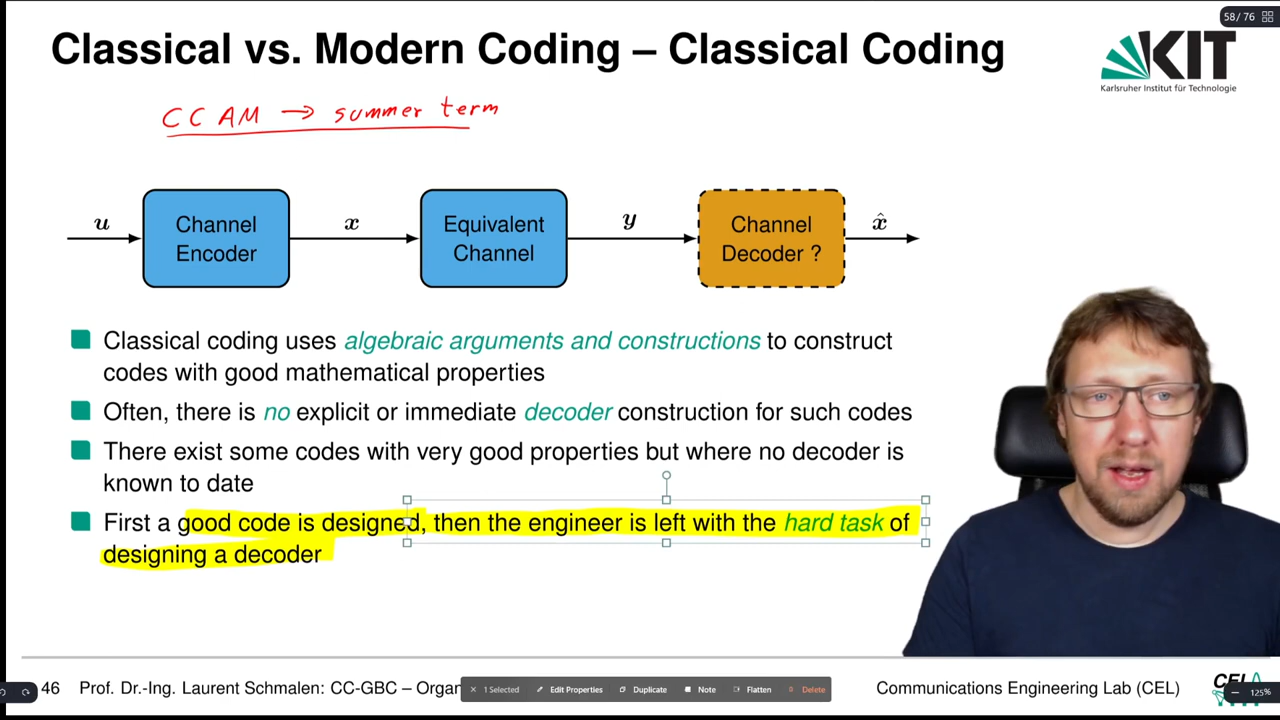 58 / 76
Classical vs. Modern Coding – Classical Coding
KIT
Karlsruher Institut für Technologie
CCAM → summer term
u
Channel
Encoder
x
Equivalent
Channel
y
Channel
Decoder ?
x̂
Classical coding uses algebraic arguments and constructions to construct
codes with good mathematical properties
Often, there is no explicit or immediate decoder construction for such codes
There exist some codes with very good properties but where no decoder is
known to date
First a good code is designed, then the engineer is left with the hard task of
designing a decoder
46 Prof. Dr.-Ing. Laurent Schmalen: CC-GBC – Organ
1 Selected Edit Properties Duplicate Note Flatten Delete
Communications Engineering Lab (CEL)
CEL
125%